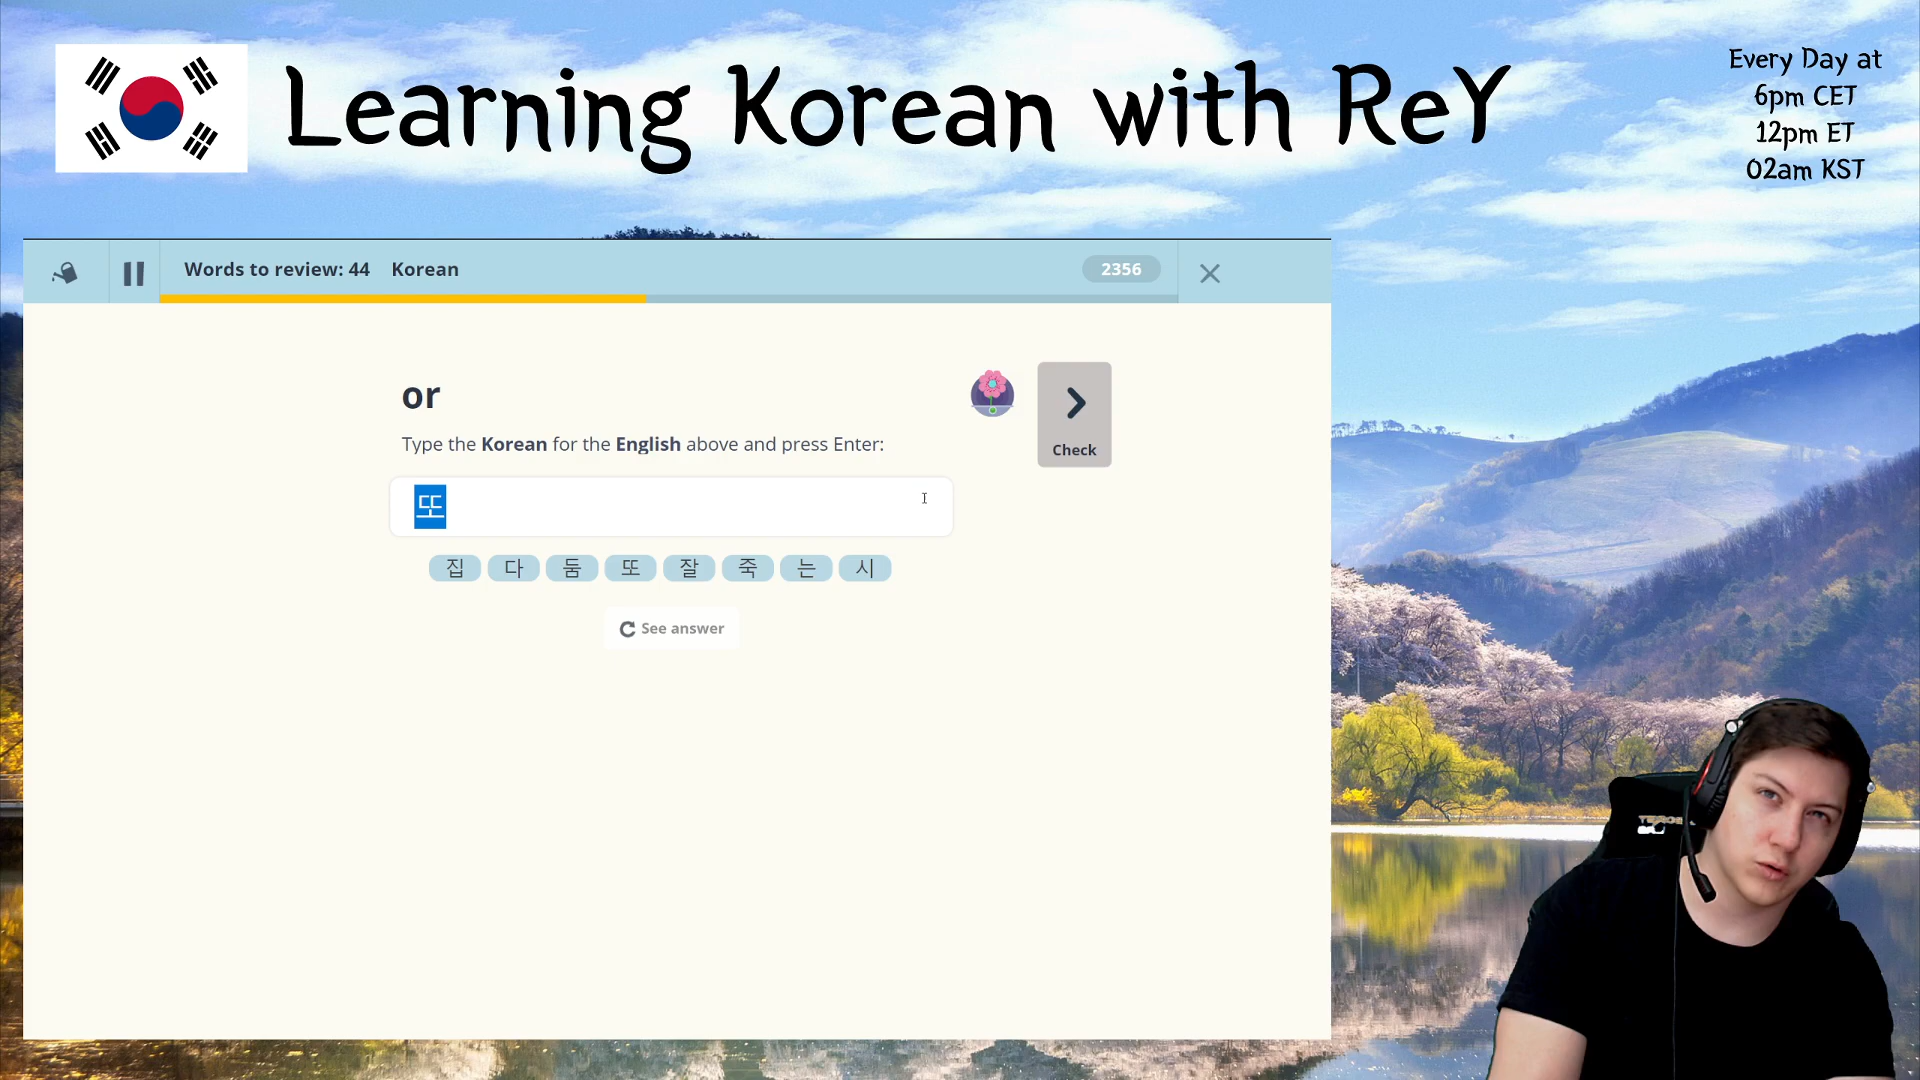 Learning Korean with ReY
Every Day at
6pm CET
12pm ET
02am KST
Words to review: 44 Korean
2356
or
Type the Korean for the English above and press Enter:
Check
또
집 다 둠 또 잘 죽 는 시
See answer